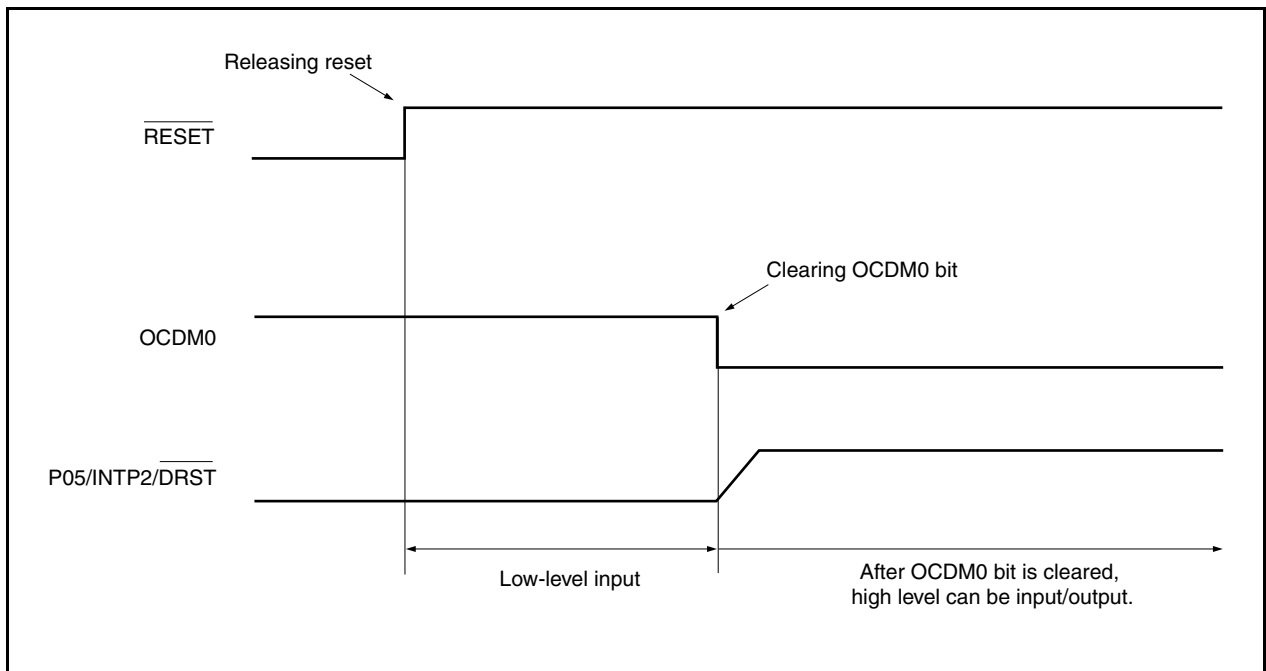 Releasing reset
RESET
Clearing OCDM0 bit
OCDM0
P05/INTP2/DRST
Low-level input
After OCDM0 bit is cleared,
high level can be input/output.